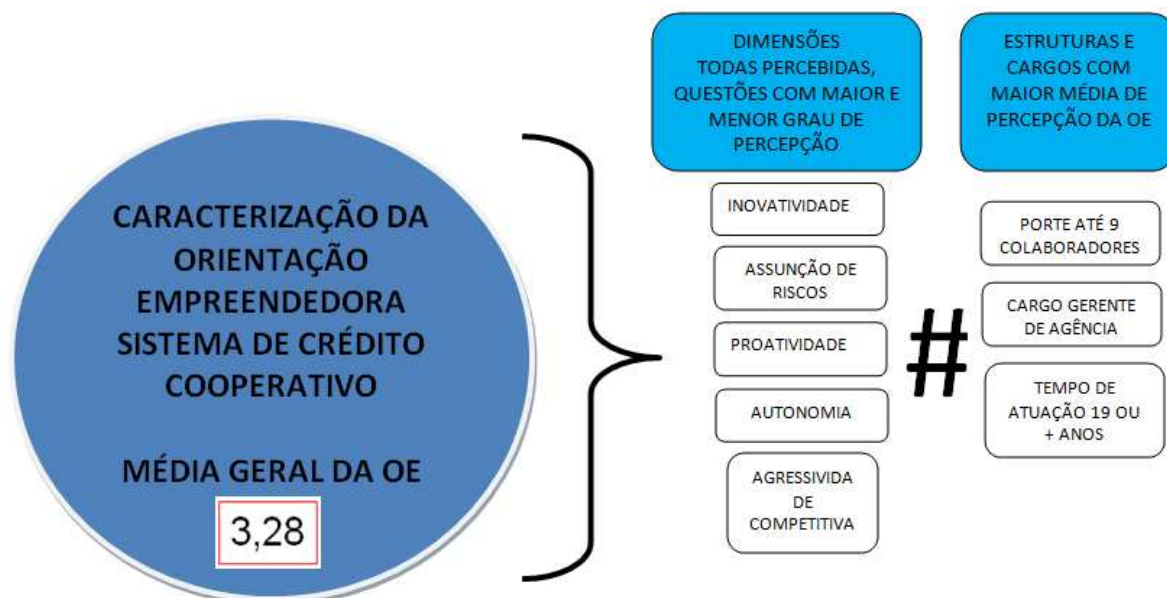 CARACTERIZAÇÃO DA
ORIENTAÇÃO
EMPREENDEDORA
SISTEMA DE CRÉDITO
COOPERATIVO
MÉDIA GERAL DA OE
3,28
DIMENSÕES
TODAS PERCEBIDAS,
QUESTÕES COM MAIOR E
MENOR GRAU DE
PERCEPÇÃO
INOVATIVIDADE
ASSUNÇÃO DE
RISCOS
PROATIVIDADE
AUTONOMIA
AGRESSIVIDA
DE
COMPETITIVA
#
ESTRUTURAS E
CARGOS COM
MAIOR MÉDIA DE
PERCEPÇÃO DA OE
PORTE ATÉ 9
COLABORADORES
CARGO GERENTE
DE AGÊNCIA
TEMPO DE
ATUAÇÃO 19 OU
+ ANOS